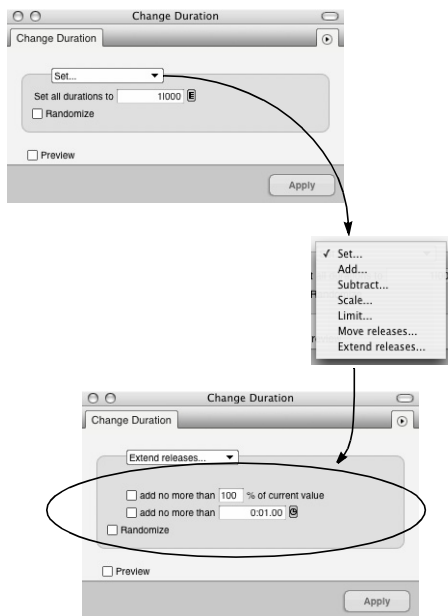 Change Duration
Change Duration
Set...
Set all durations to 1|000 E
Randomize
Preview
Apply
✓ Set...
Add...
Subtract...
Scale...
Limit...
Move releases...
Extend releases...
Change Duration
Change Duration
Extend releases...
add no more than 100 % of current value
add no more than 0:01.00
Randomize
Preview
Apply